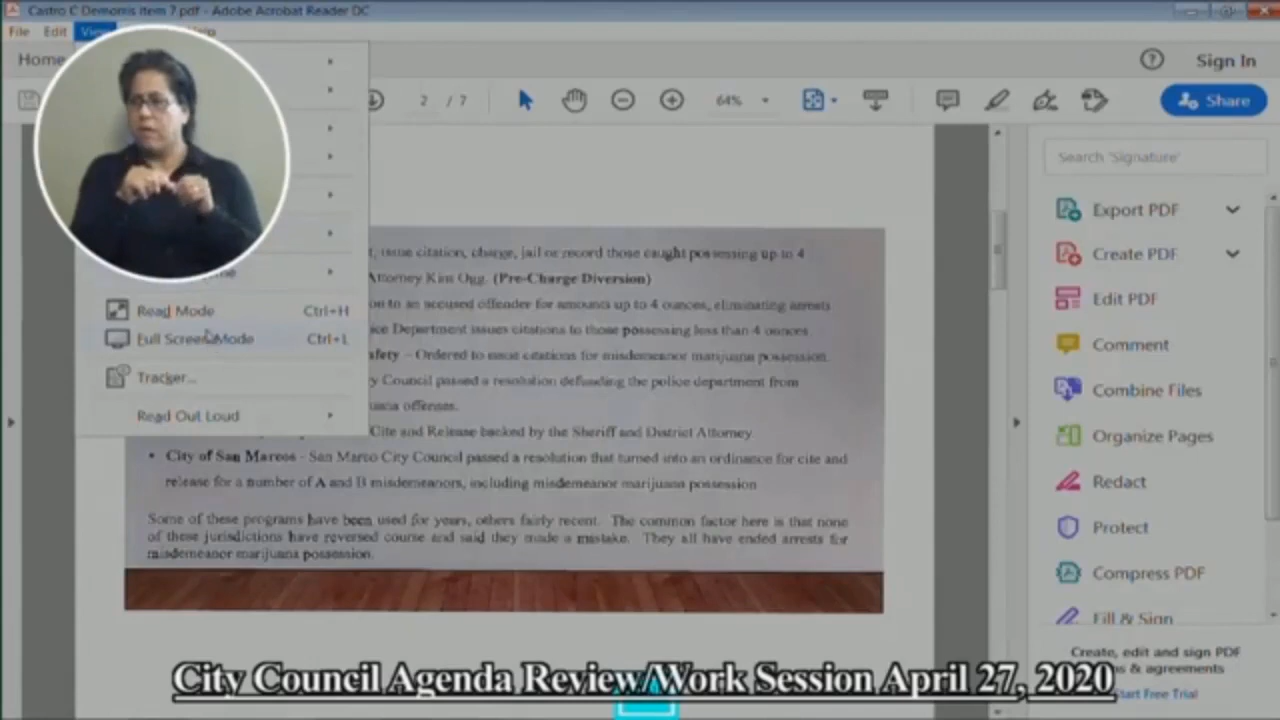 Castro C Demorris Item 7.pdf - Adobe Acrobat Reader DC
File Edit View
Home
Sign In
2 / 7
64%
Share
Search 'Signature'
Export PDF
Create PDF
Edit PDF
Comment
Combine Files
Organize Pages
Redact
Protect
Compress PDF
Fill & Sign
Create, edit and sign PDF
& agreements
Start Free Trial
Read Mode Ctrl+H
Full Screen Mode Ctrl+L
Tracker...
Read Out Loud
issue citation, charge, jail or record those caught possessing up to 4
Attorney Kim Ogg. (Pre-Charge Diversion)
to an accused offender for amounts up to 4 ounces, eliminating arrests
Department issues citations to those possessing less than 4 ounces
– Ordered to issue citations for misdemeanor marijuana possession.
Council passed a resolution defunding the police department from
offenses.
Cite and Release backed by the Sheriff and District Attorney
• City of San Marcos - San Marco City Council passed a resolution that turned into an ordinance for cite and
release for a number of A and B misdemeanors, including misdemeanor marijuana possession
Some of these programs have been used for years, others fairly recent. The common factor here is that none
of these jurisdictions have reversed course and said they made a mistake. They all have ended arrests for
misdemeanor marijuana possession.
City Council Agenda Review/Work Session April 27, 2020